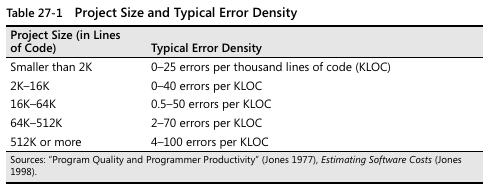 Table 27-1 Project Size and Typical Error Density
Project Size (in Lines
of Code) Typical Error Density
Smaller than 2K 0–25 errors per thousand lines of code (KLOC)
2K–16K 0–40 errors per KLOC
16K–64K 0.5–50 errors per KLOC
64K–512K 2–70 errors per KLOC
512K or more 4–100 errors per KLOC
Sources: "Program Quality and Programmer Productivity" (Jones 1977), Estimating Software Costs (Jones
1998).